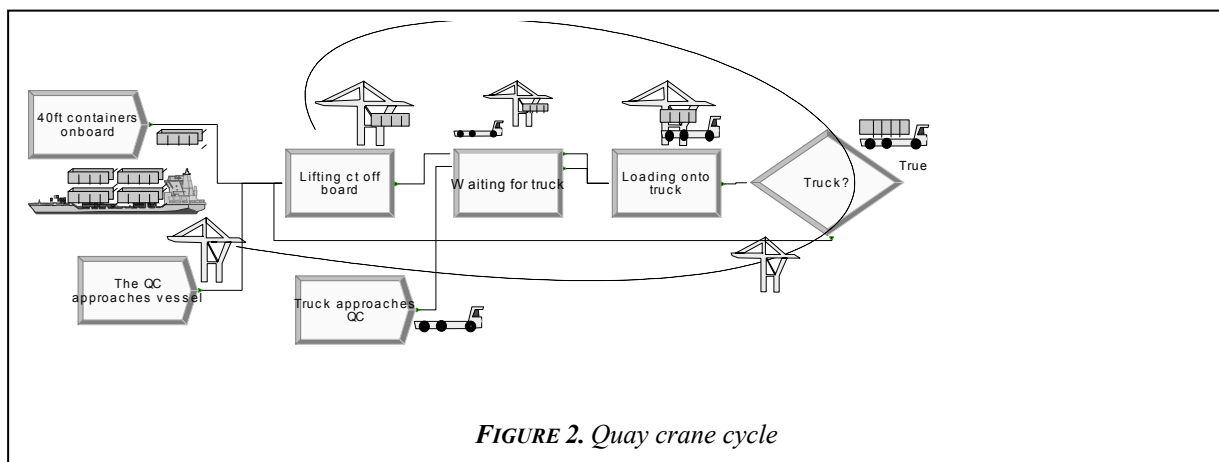 40ft containers
onboard
Lifting ct off
board
Waiting for truck
Loading onto
truck
Truck?
True
The QC
approaches vessel
Truck approaches
QC
FIGURE 2. Quay crane cycle